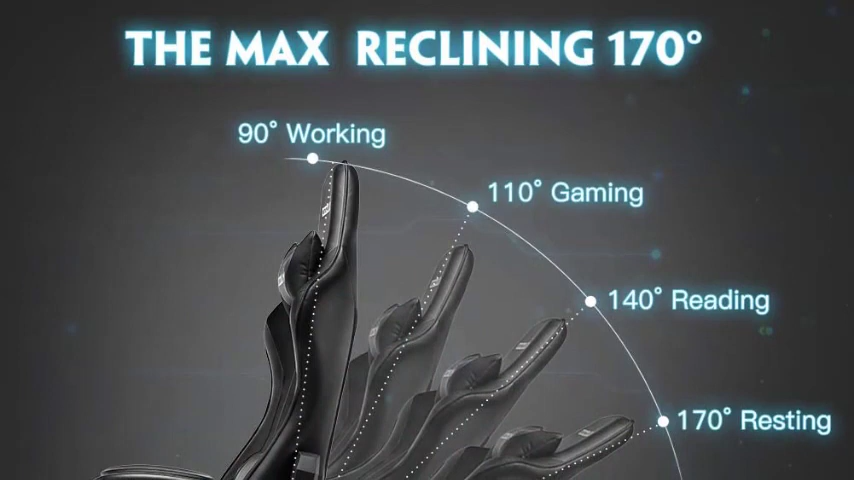 THE MAX RECLINING 170°
90° Working
110° Gaming
140° Reading
170° Resting